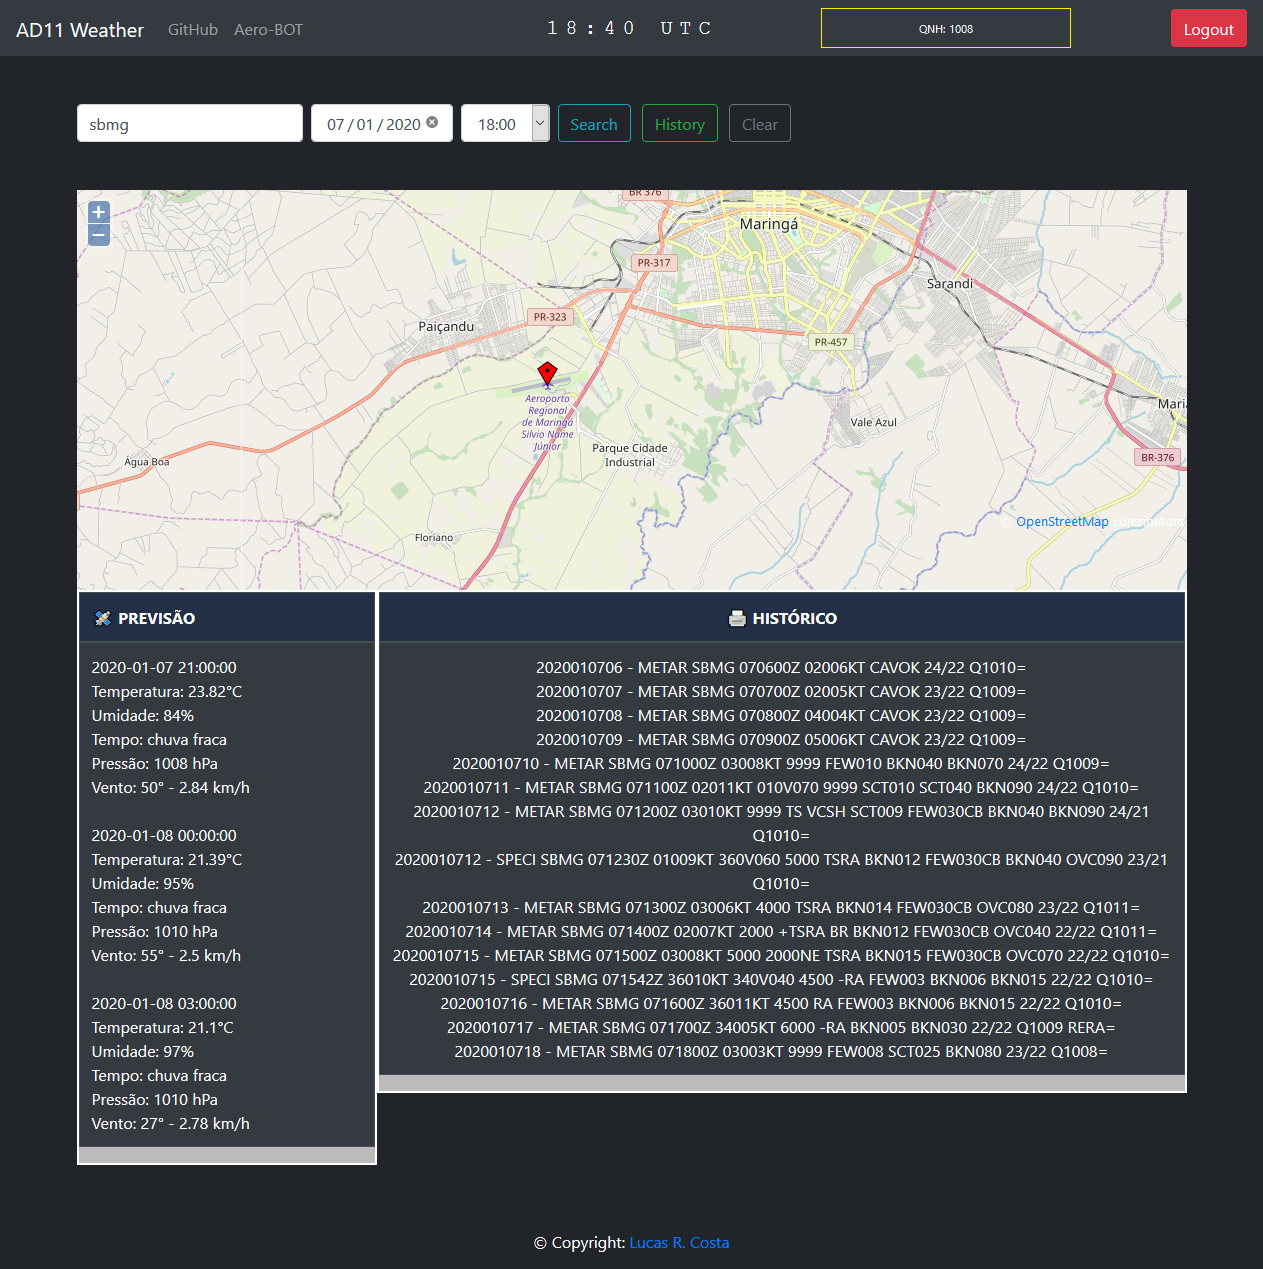 AD11 Weather GitHub Aero-BOT 18:40 UTC QNH: 1008 Logout
sbmg 07/01/2020 18:00 Search History Clear
+
−
BR 376
Maringá
PR-317
Sarandi
PR-323
Paiçandu
PR-457
Aeroporto
Regional
de Maringá
Silvio Name
Júnior
Maria
Vale Azul
Parque Cidade
Industrial
Água Boa
BR-376
© OpenStreetMap contributors
Floriano
PREVISÃO
2020-01-07 21:00:00
Temperatura: 23.82°C
Umidade: 84%
Tempo: chuva fraca
Pressão: 1008 hPa
Vento: 50° - 2.84 km/h
2020-01-08 00:00:00
Temperatura: 21.39°C
Umidade: 95%
Tempo: chuva fraca
Pressão: 1010 hPa
Vento: 55° - 2.5 km/h
2020-01-08 03:00:00
Temperatura: 21.1°C
Umidade: 97%
Tempo: chuva fraca
Pressão: 1010 hPa
Vento: 27° - 2.78 km/h
HISTÓRICO
2020010706 - METAR SBMG 070600Z 02006KT CAVOK 24/22 Q1010=
2020010707 - METAR SBMG 070700Z 02005KT CAVOK 23/22 Q1009=
2020010708 - METAR SBMG 070800Z 04004KT CAVOK 23/22 Q1009=
2020010709 - METAR SBMG 070900Z 05006KT CAVOK 23/22 Q1009=
2020010710 - METAR SBMG 071000Z 03008KT 9999 FEW010 BKN040 BKN070 24/22 Q1009=
2020010711 - METAR SBMG 071100Z 02011KT 010V070 9999 SCT010 SCT040 BKN090 24/22 Q1010=
2020010712 - METAR SBMG 071200Z 03010KT 9999 TS VCSH SCT009 FEW030CB BKN040 BKN090 24/21
Q1010=
2020010712 - SPECI SBMG 071230Z 01009KT 360V060 5000 TSRA BKN012 FEW030CB BKN040 OVC090 23/21
Q1010=
2020010713 - METAR SBMG 071300Z 03006KT 4000 TSRA BKN014 FEW030CB OVC080 23/22 Q1011=
2020010714 - METAR SBMG 071400Z 02007KT 2000 +TSRA BR BKN012 FEW030CB OVC040 22/22 Q1011=
2020010715 - METAR SBMG 071500Z 03008KT 5000 2000NE TSRA BKN015 FEW030CB OVC070 22/22 Q1010=
2020010715 - SPECI SBMG 071542Z 36010KT 340V040 4500 -RA FEW003 BKN006 BKN015 22/22 Q1010=
2020010716 - METAR SBMG 071600Z 36011KT 4500 RA FEW003 BKN006 BKN015 22/22 Q1010=
2020010717 - METAR SBMG 071700Z 34005KT 6000 -RA BKN005 BKN030 22/22 Q1009 RERA=
2020010718 - METAR SBMG 071800Z 03003KT 9999 FEW008 SCT025 BKN080 23/22 Q1008=
© Copyright: Lucas R. Costa